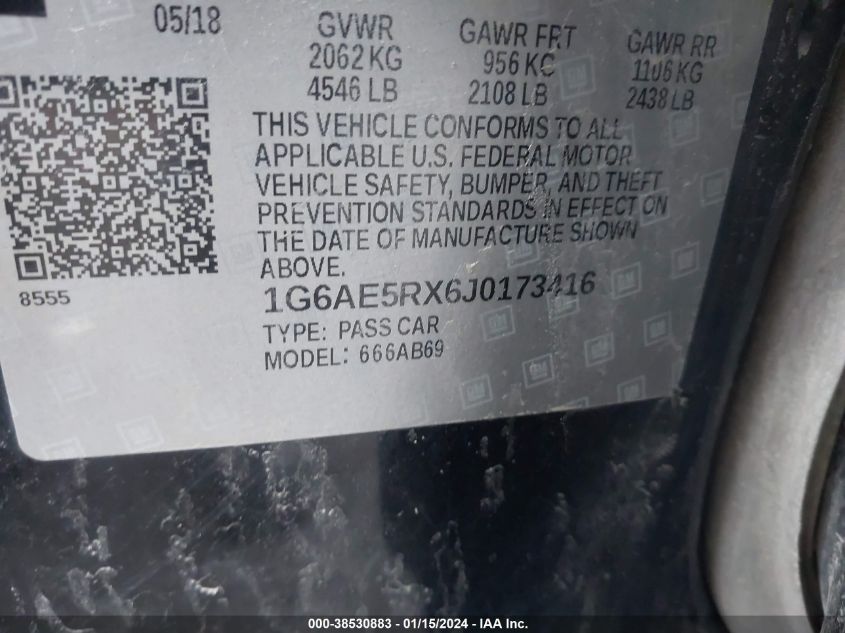 05/18 GVWR GAWR FRT GAWR RR
2062 KG 956 KG 1106 KG
4546 LB 2108 LB 2438 LB
THIS VEHICLE CONFORMS TO ALL
APPLICABLE U.S. FEDERAL MOTOR
VEHICLE SAFETY, BUMPER, AND THEFT
PREVENTION STANDARDS IN EFFECT ON
THE DATE OF MANUFACTURE SHOWN
ABOVE.
8555 1G6AE5RX6J0173416
TYPE: PASS CAR
MODEL: 666AB69
GM
000-38530883 - 01/15/2024 - IAA Inc.